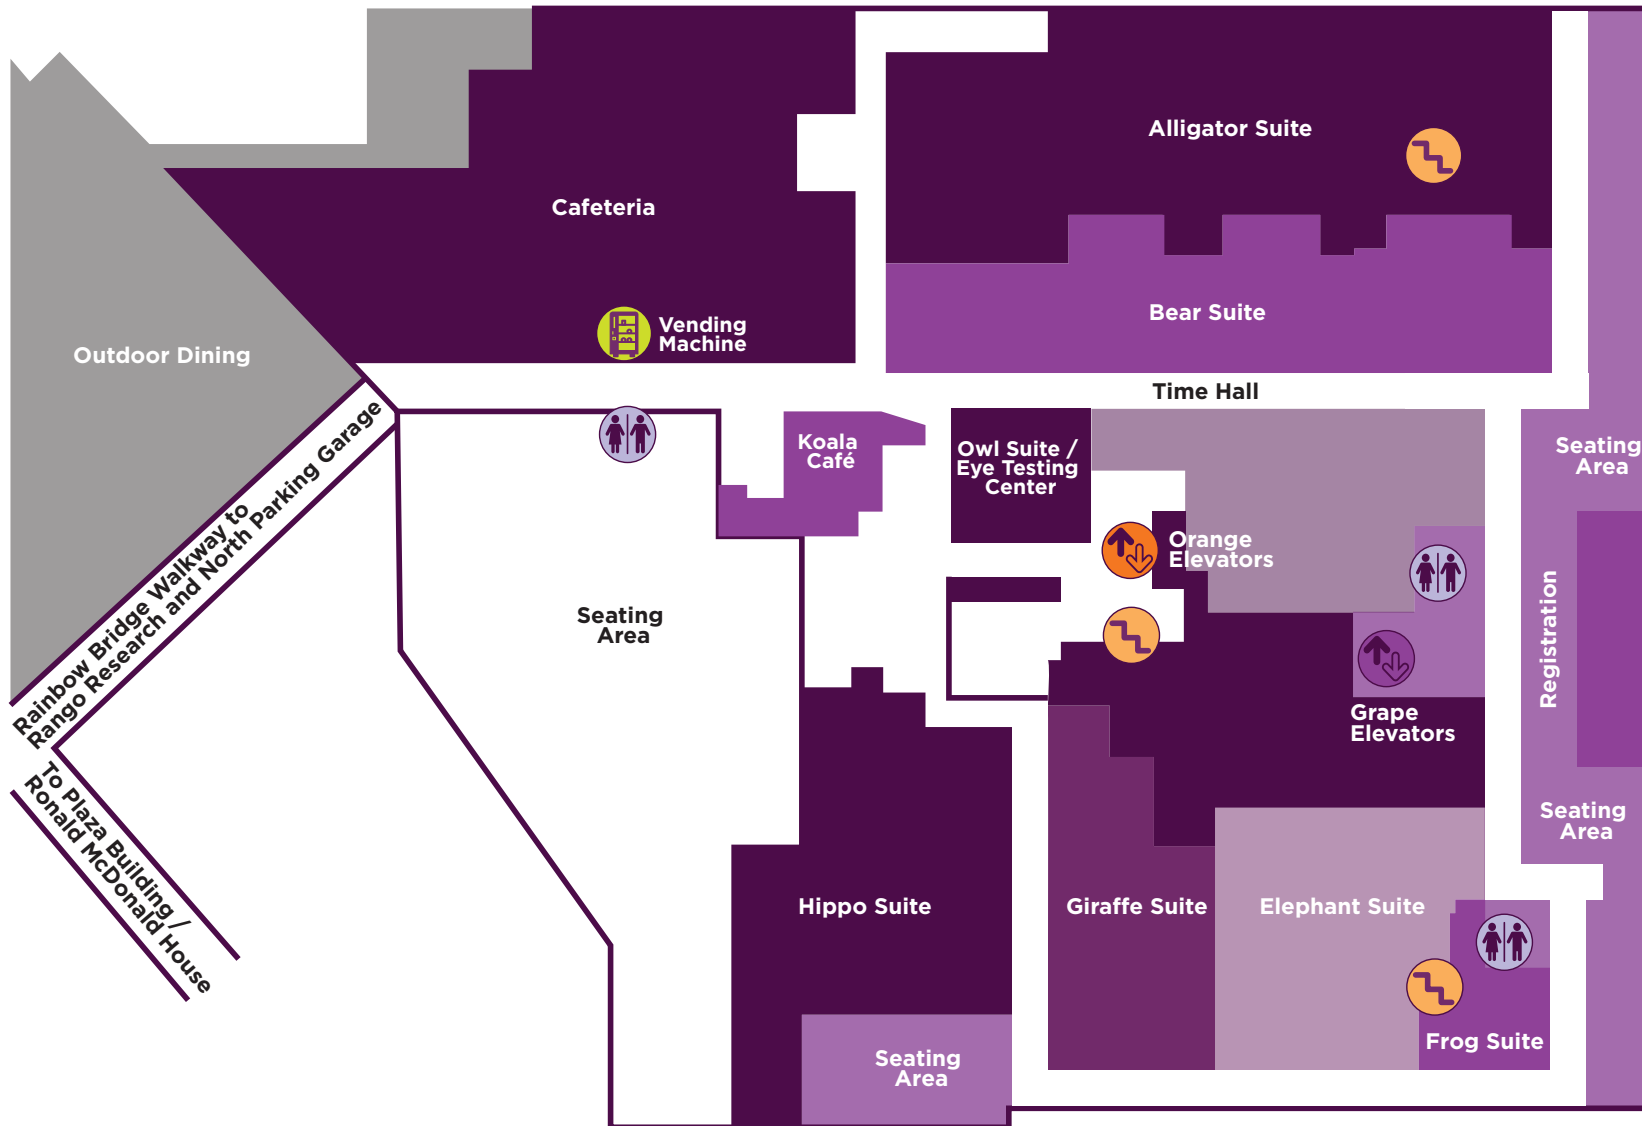 Alligator Suite
Cafeteria
Bear Suite
Vending
Machine
Outdoor Dining
Time Hall
Rainbow Bridge Walkway to
Rango Research and North Parking Garage
Koala
Café
Owl Suite /
Eye Testing
Center
Seating
Area
Orange
Elevators
Seating
Area
Registration
Grape
Elevators
To Plaza Building /
Ronald McDonald House
Seating
Area
Hippo Suite
Giraffe Suite
Elephant Suite
Frog Suite
Seating
Area